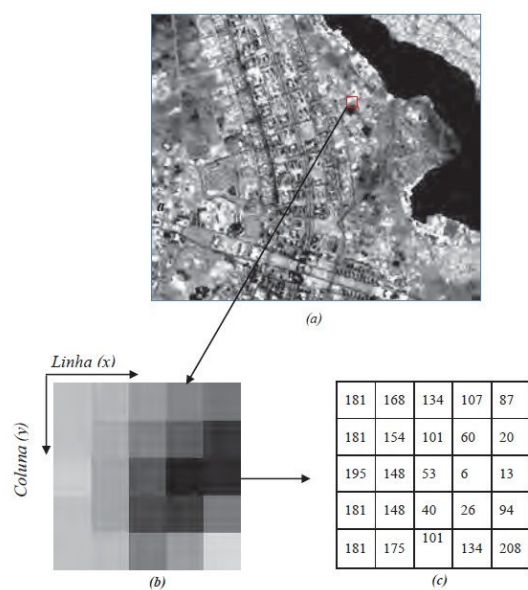 a
(a)
Linha (x)
Coluna (y)
181 168 134 107 87
181 154 101 60 20
195 148 53 6 13
181 148 40 26 94
181 175 101 134 208
(b)
(c)